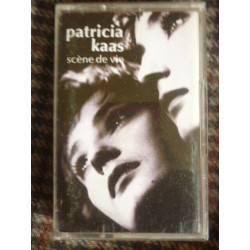 patricia
kaas
scène de vie